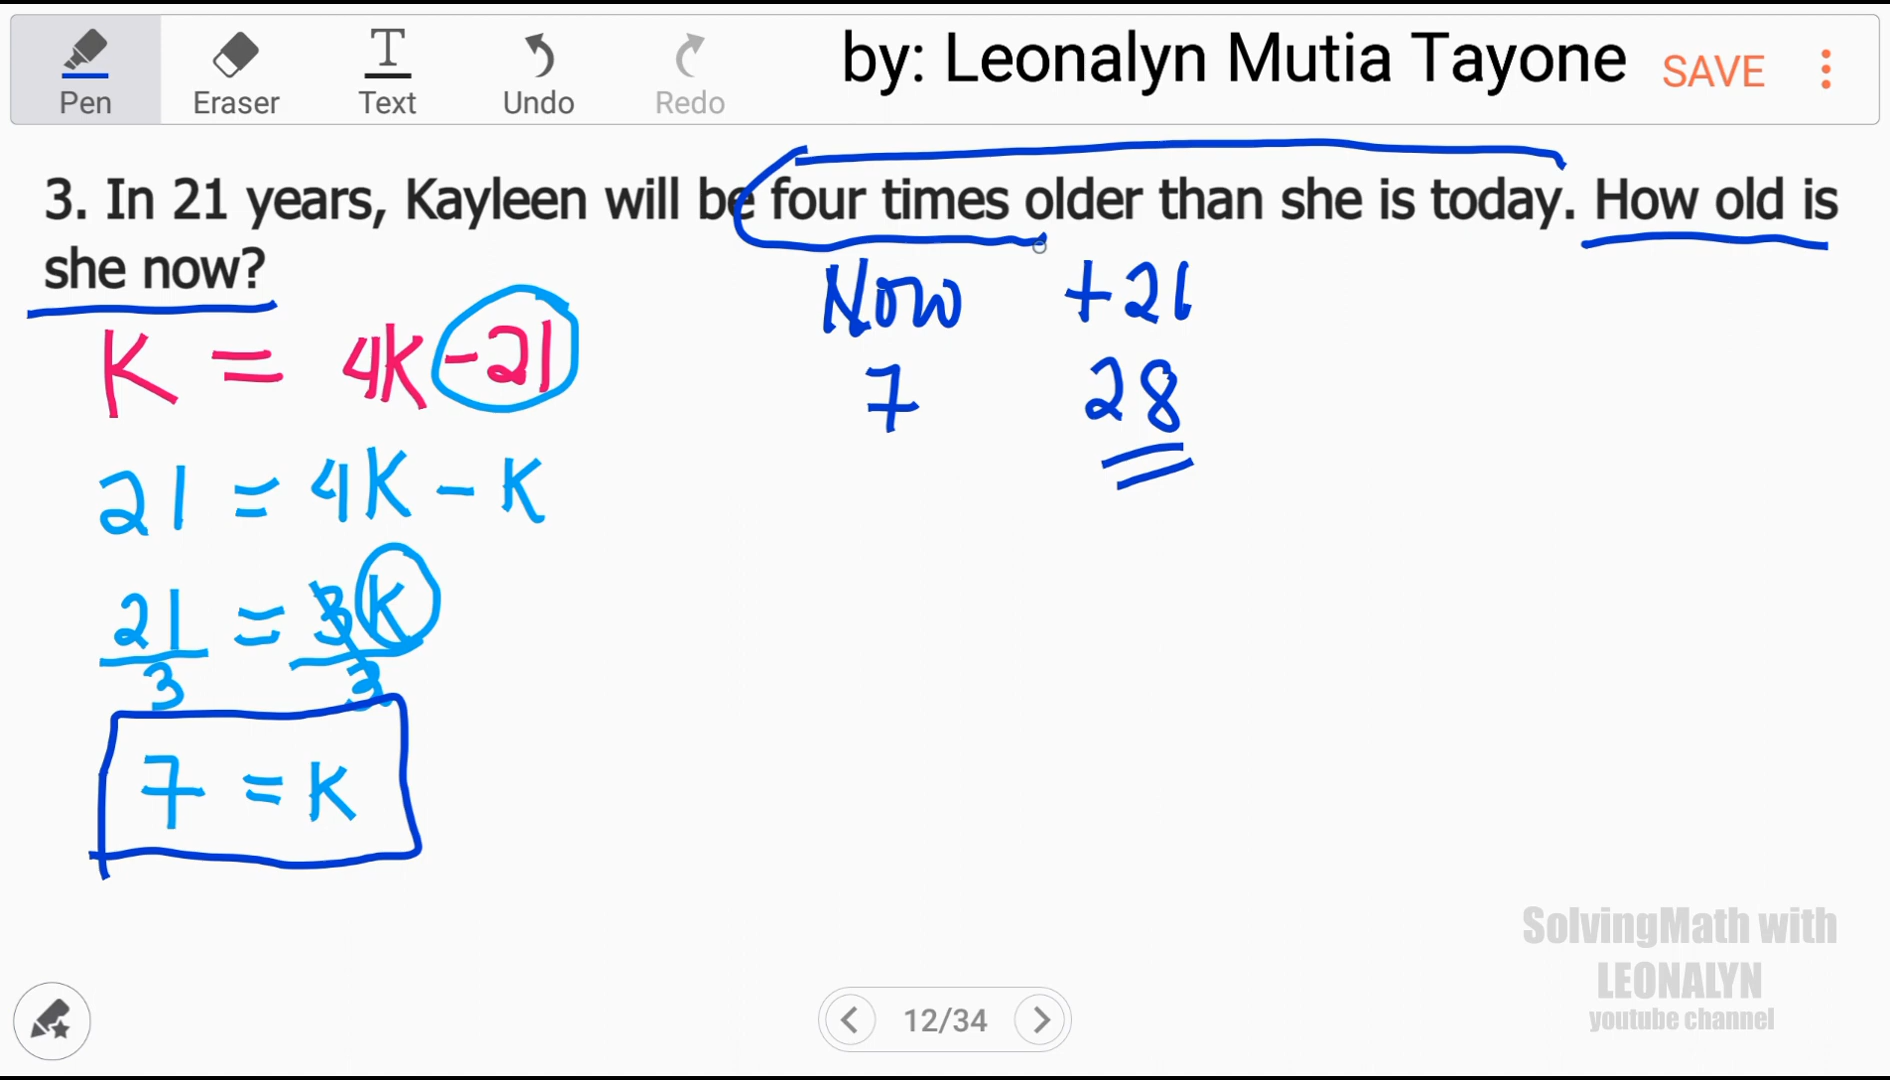 Pen Eraser Text Undo Redo by: Leonalyn Mutia Tayone SAVE
3. In 21 years, Kayleen will be four times older than she is today. How old is
she now?
Now +21
K = 4K -21
7 28
21 = 4K - K
21 = 3K
3 3
7 = K
SolvingMath with
LEONALYN
youtube channel
12/34